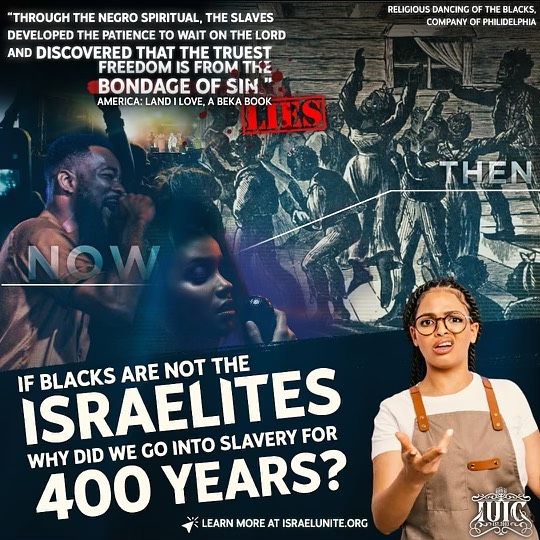 "THROUGH THE NEGRO SPIRITUAL, THE SLAVES
DEVELOPED THE PATIENCE TO WAIT ON THE LORD
AND DISCOVERED THAT THE TRUEST
FREEDOM IS FROM THE
BONDAGE OF SIN."
AMERICA: LAND I LOVE, A BEKA BOOK
LIES
RELIGIOUS DANCING OF THE BLACKS,
COMPANY OF PHILIDELPHIA
THEN
NOW
IF BLACKS ARE NOT THE
ISRAELITES
WHY DID WE GO INTO SLAVERY FOR
400 YEARS?
LEARN MORE AT ISRAELUNITE.ORG
IUIC